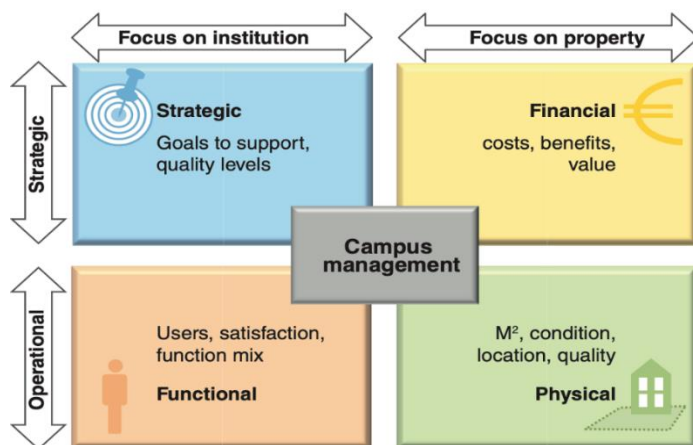 Focus on institution
Focus on property
Strategic
Strategic
Goals to support,
quality levels
Financial
costs, benefits,
value
Campus
management
Operational
Users, satisfaction,
function mix
Functional
M², condition,
location, quality
Physical